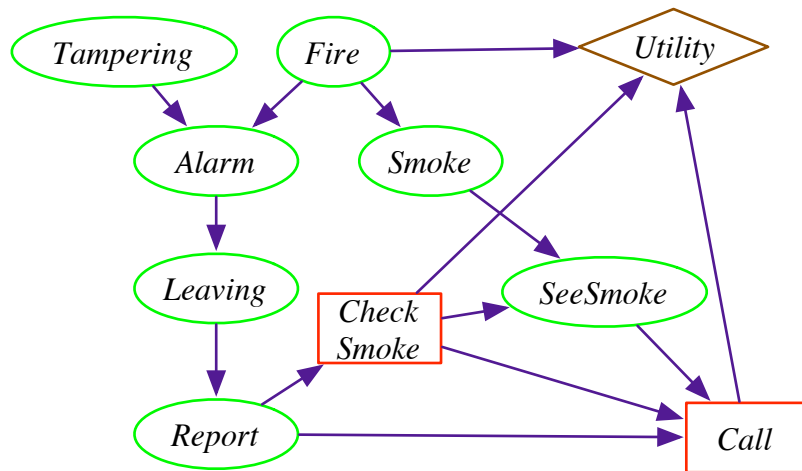 Tampering
Fire
Utility
Alarm
Smoke
Leaving
Check
Smoke
SeeSmoke
Report
Call